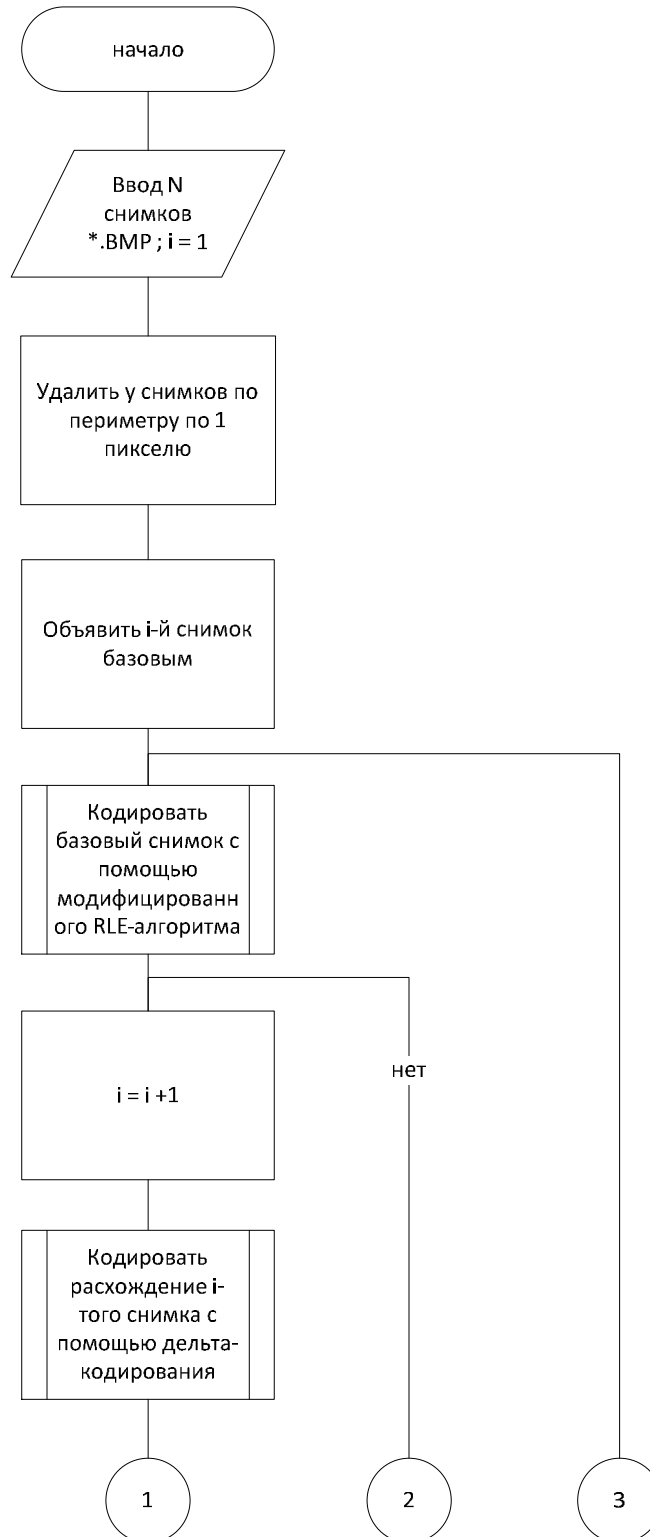 начало
Ввод N
снимков
*.BMP ; i = 1
Удалить у снимков по
периметру по 1
пикселю
Объявить i-й снимок
базовым
Кодировать
базовый снимок с
помощью
модифицированн
ого RLE-алгоритма
i = i +1
нет
Кодировать
расхождение i-
того снимка с
помощью дельта-
кодирования
1
2
3